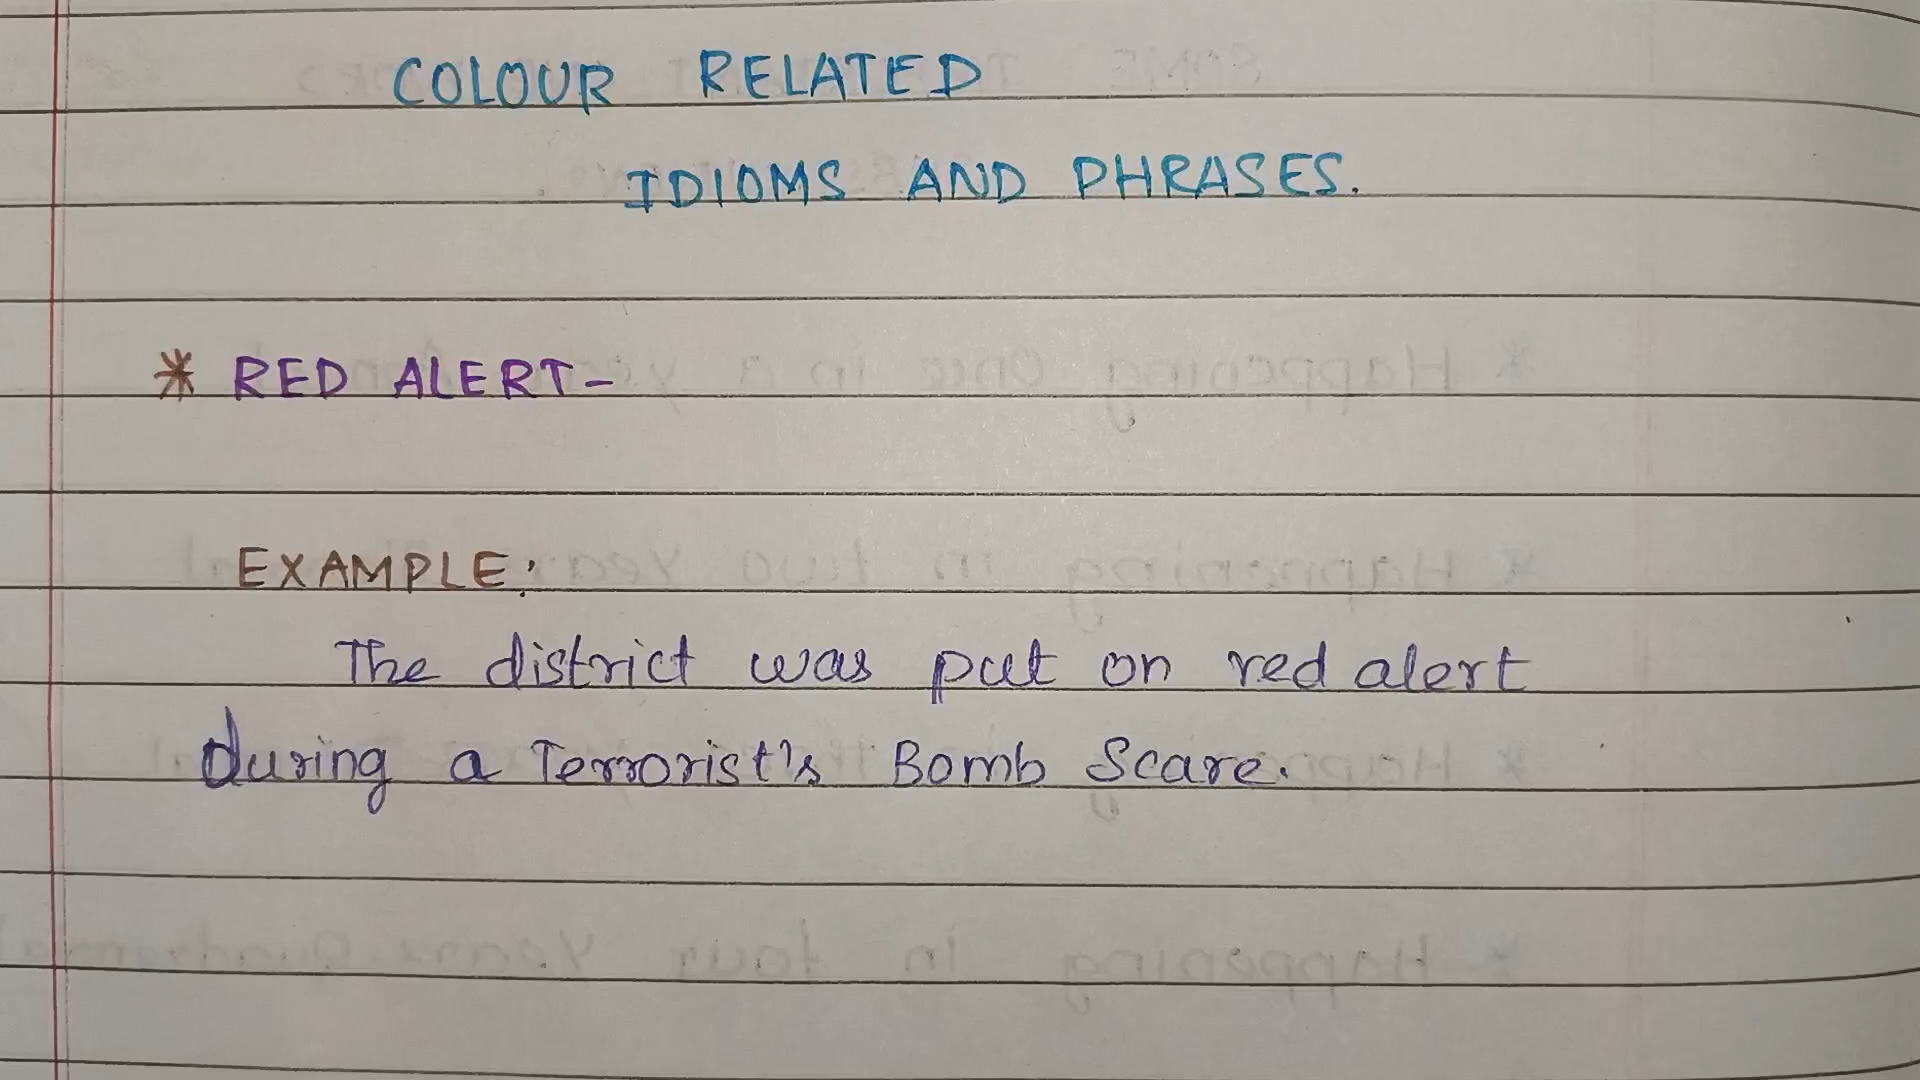 COLOUR RELATED
IDIOMS AND PHRASES.
* RED ALERT-
EXAMPLE:
The district was put on red alert
during a Terrorist's Bomb Scare.